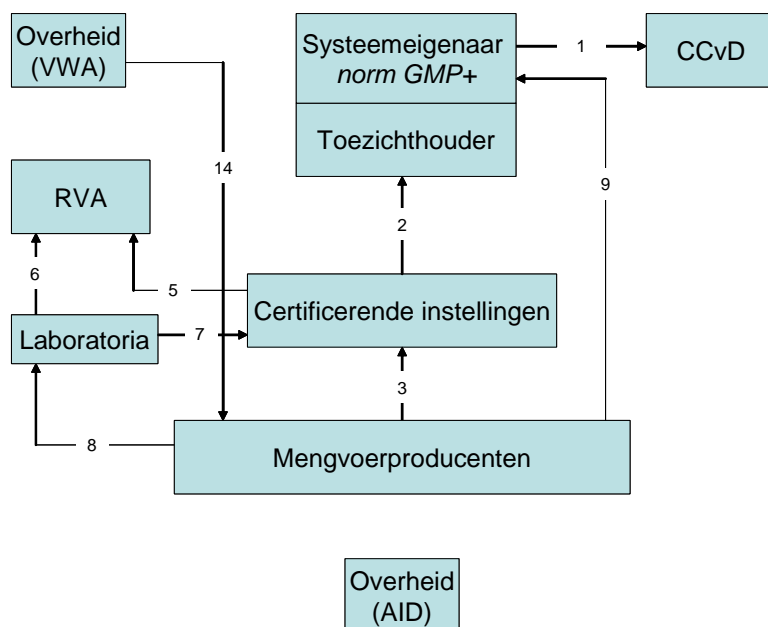 Overheid
(VWA)
Systeemeigenaar
norm GMP+
1
CCvD
Toezichthouder
14
9
RVA
2
6
5
Certificerende instellingen
Laboratoria
7
3
8
Mengvoerproducenten
Overheid
(AID)